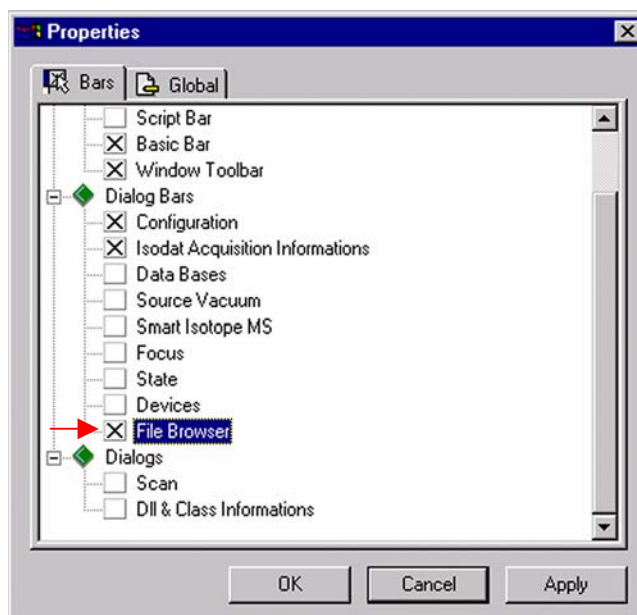 Properties
Bars Global
Script Bar
Basic Bar
Window Toolbar
Dialog Bars
Configuration
Isodat Acquisition Informations
Data Bases
Source Vacuum
Smart Isotope MS
Focus
State
Devices
File Browser
Dialogs
Scan
Dll & Class Informations
OK Cancel Apply